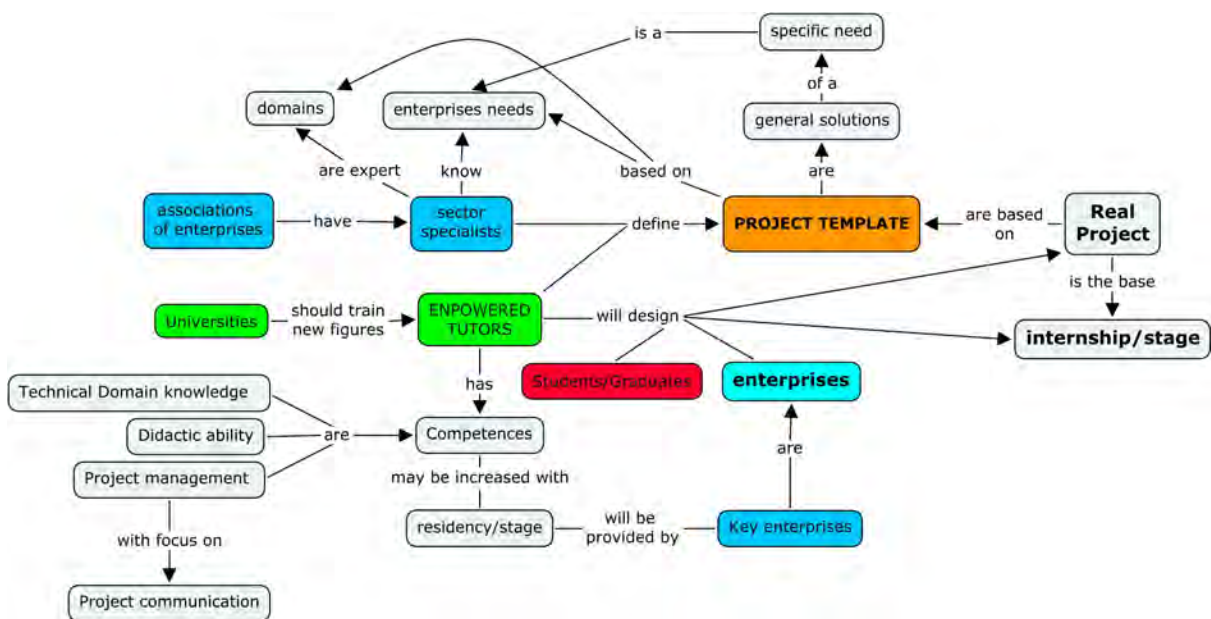 specific need
is a
of a
domains
enterprises needs
general solutions
are expert
know
based on
are
associations
of enterprises
have
sector
specialists
define
PROJECT TEMPLATE
are based
on
Real
Project
is the base
Universities
should train
new figures
ENPOWERED
TUTORS
will design
internship/stage
has
Students/Graduates
enterprises
Technical Domain knowledge
Didactic ability
are
Competences
are
Project management
may be increased with
with focus on
residency/stage
will be
provided by
Key enterprises
Project communication